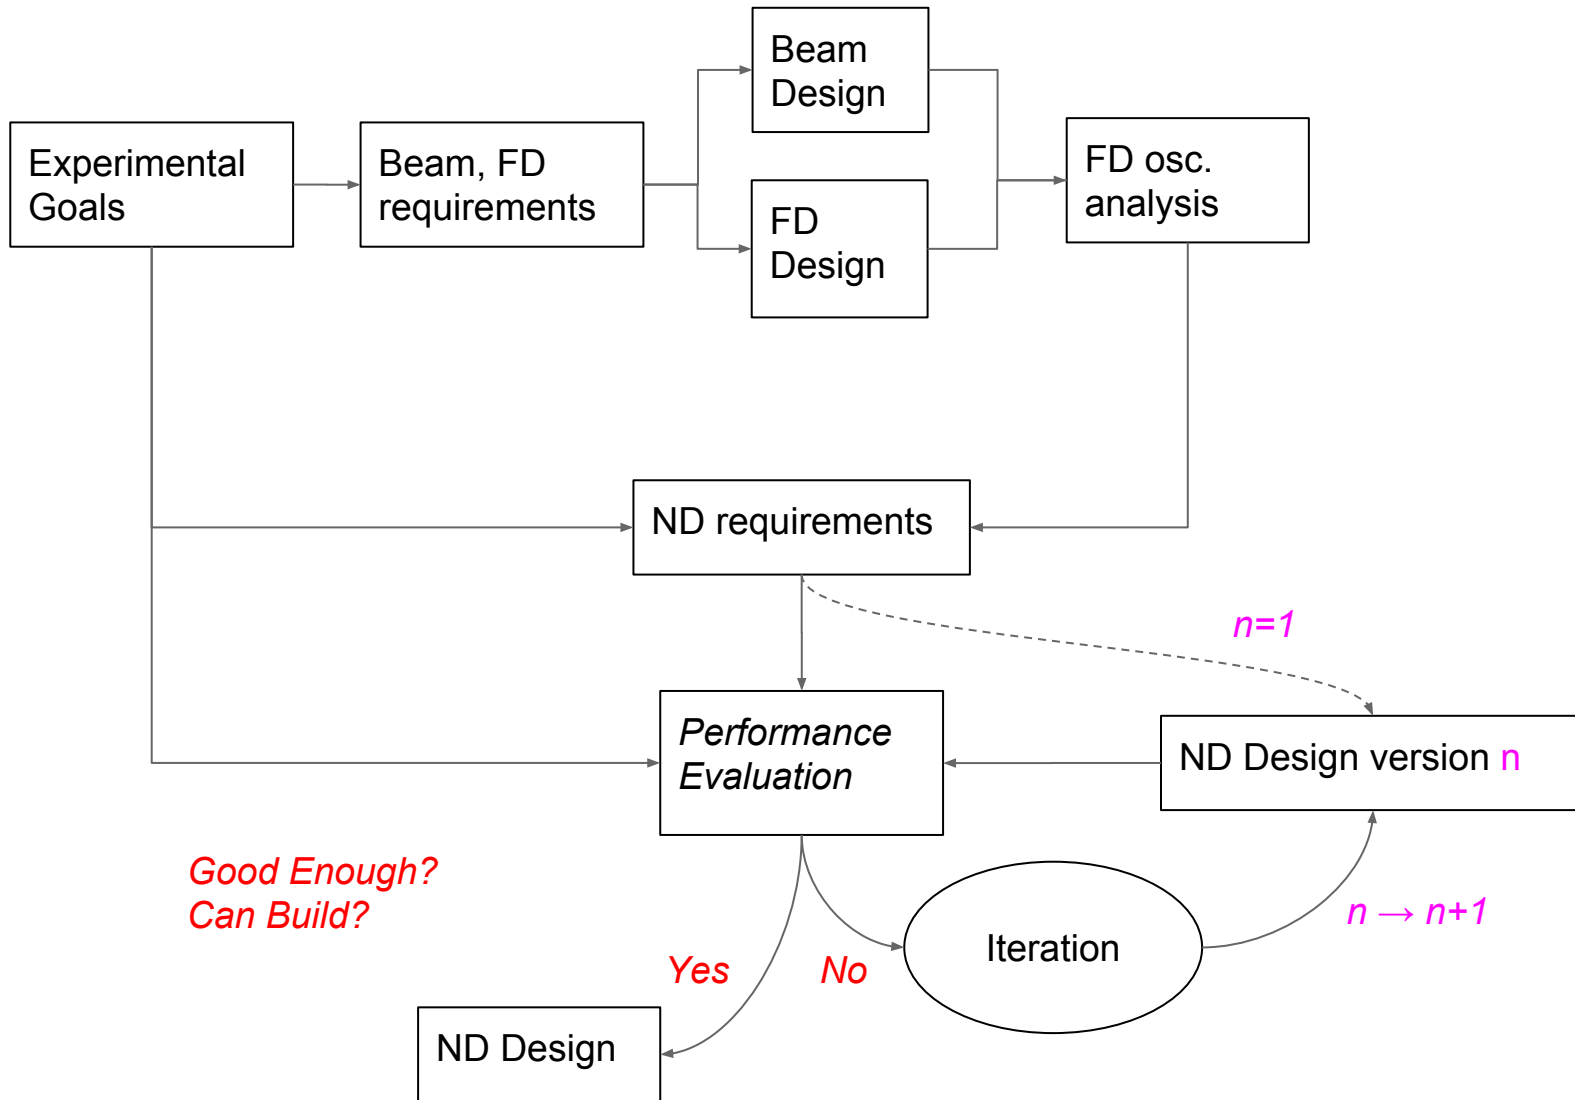 Beam
Design
Experimental
Goals
Beam, FD
requirements
FD osc.
analysis
FD
Design
ND requirements
n=1
Performance
Evaluation
ND Design version n
Good Enough?
Can Build?
n → n+1
Yes
No
Iteration
ND Design